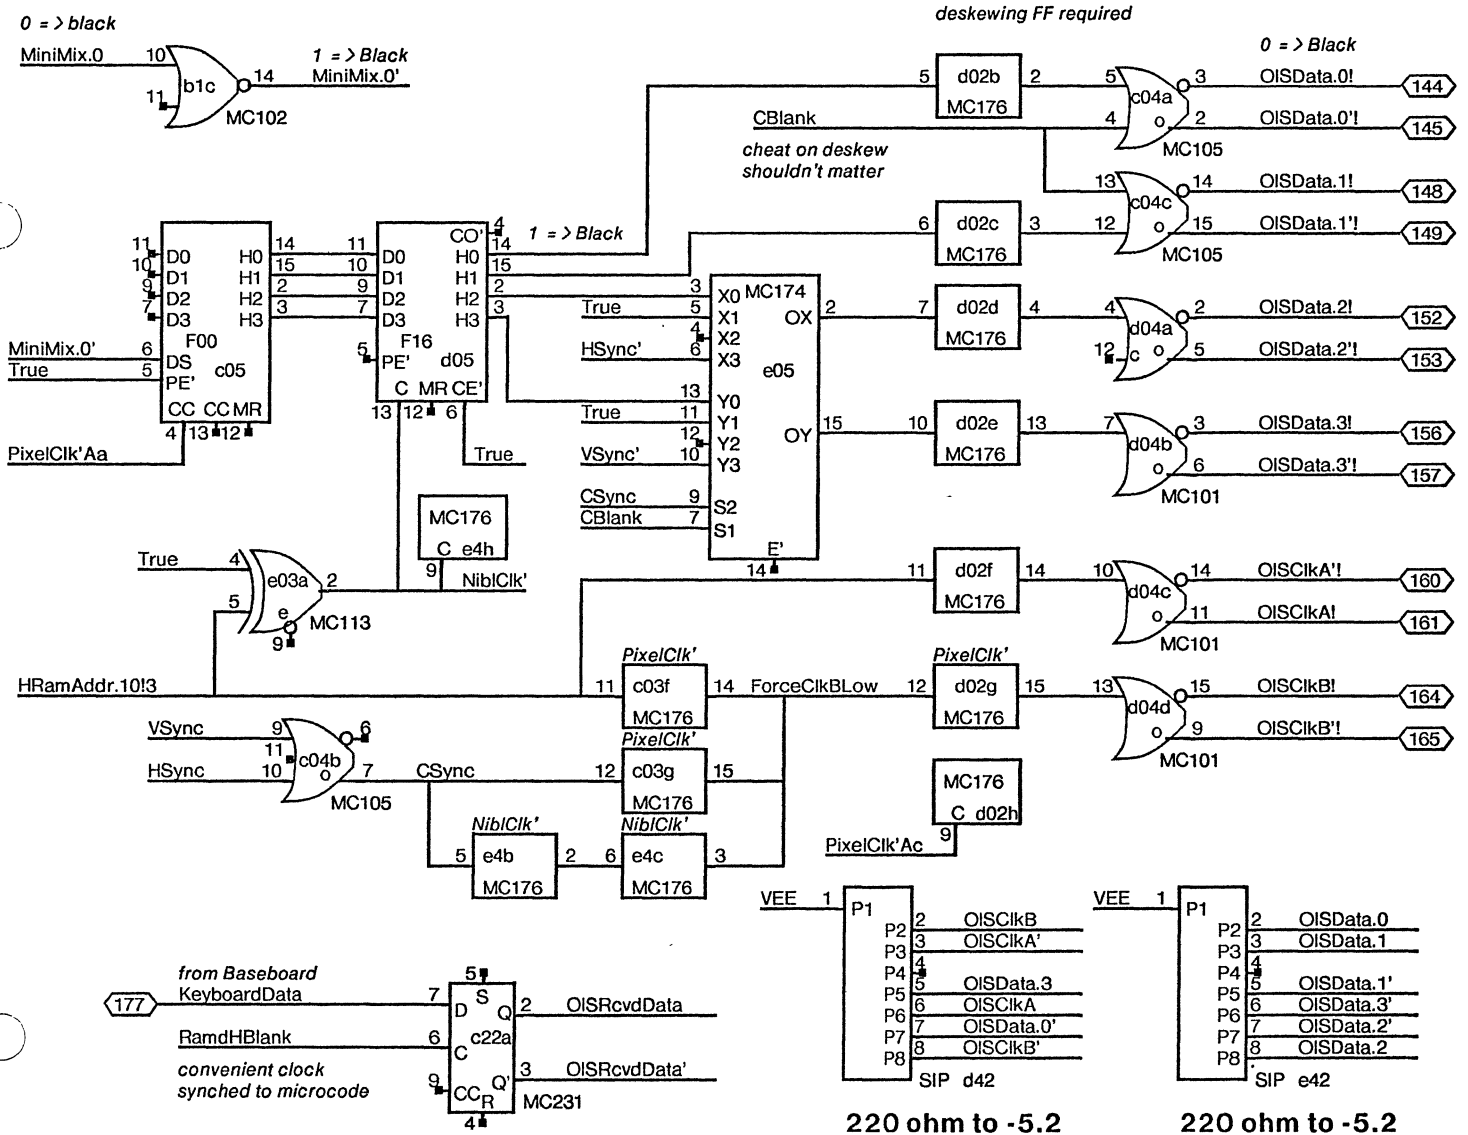 deskewing FF required
0 = > black
MiniMix.0 10
b1c
11
14 MiniMix.0'
1 = > Black
MC102
5 d02b 2
MC176
5 c04a 3 OISData.0! 144
0 = > Black
CBlank 4 o 2 OISData.0'! 145
MC105
cheat on deskew
shouldn't matter
13 c04c 14 OISData.1! 148
6 d02c 3
MC176
12 o 15 OISData.1'! 149
MC105
1 = > Black
11 D0 H0 14
10 D1 H1 15
9 D2 H2 2
7 D3 H3 3
F00
MiniMix.0' 6 DS c05
True 5 PE'
CC CC MR
4 13 12
PixelClk'Aa
CO' 4
11 D0 H0 14
10 D1 H1 15
9 D2 H2 2
7 D3 H3 3
F16
5 PE' d05
C MR CE'
13 12 6
True
MC174
3 X0
True 5 X1 OX 2
4 X2
HSync' 6 X3
e05
13 Y0
True 11 Y1
12 Y2 OY 15
VSync' 10 Y3
CSync 9 S2
CBlank 7 S1
E'
14
7 d02d 4
MC176
4 d04a 2 OISData.2! 152
12 c o 5 OISData.2'! 153
MC101
10 d02e 13
MC176
7 d04b 3 OISData.3! 156
o 6 OISData.3'! 157
MC101
MC176
C e4h
9 NiblClk'
True 4
e03a 2
5 e
9
MC113
11 d02f 14
MC176
10 d04c 14 OISClkA'! 160
o 11 OISClkA! 161
MC101
HRamAddr.10!3
PixelClk'
11 c03f 14 ForceClkBLow
MC176
PixelClk'
12 d02g 15
MC176
13 d04d 15 OISClkB! 164
o 9 OISClkB'! 165
MC101
VSync 9 6
11 c04b
HSync 10 o 7 CSync
MC105
PixelClk'
12 c03g 15
MC176
NiblClk'
5 e4b 2
MC176
NiblClk'
6 e4c 3
MC176
MC176
C d02h
9
PixelClk'Ac
VEE 1 P1
P2 2 OISClkB
P3 3 OISClkA'
P4 4
P5 5 OISData.3
P6 6 OISClkA
P7 7 OISData.0'
P8 8 OISClkB'
SIP d42
220 ohm to -5.2
VEE 1 P1
P2 2 OISData.0
P3 3 OISData.1
P4 4
P5 5 OISData.1'
P6 6 OISData.3'
P7 7 OISData.2'
P8 8 OISData.2
SIP e42
220 ohm to -5.2
from Baseboard
177 KeyboardData 7 D
5 S
Q 2 OISRcvdData
RamdHBlank 6 C
c22a
convenient clock
synched to microcode
9 CC
R
4
Q' 3 OISRcvdData'
MC231